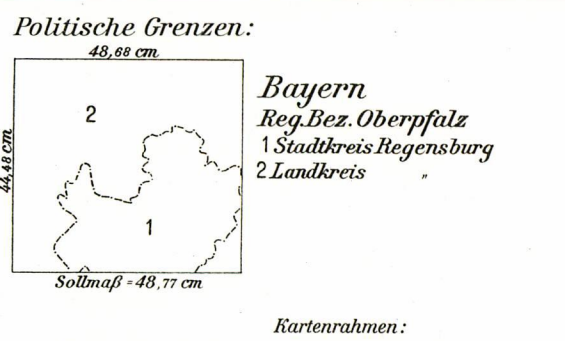 Politische Grenzen:
48,68 cm
44,48 cm
2
1
Sollmaß = 48,77 cm
Bayern
Reg.Bez. Oberpfalz
1 Stadtkreis Regensburg
2 Landkreis "
Kartenrahmen: